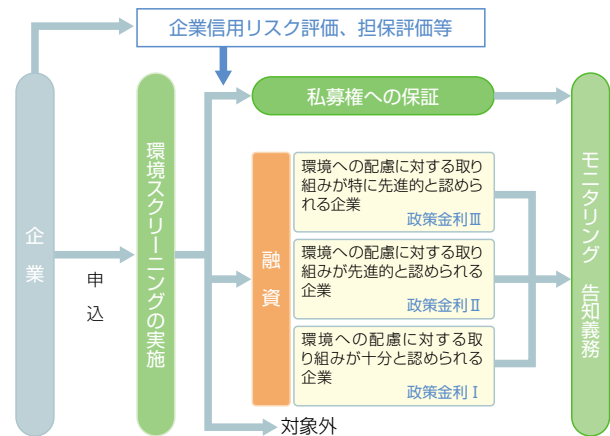 企業信用リスク評価、担保評価等
企業
申込
環境スクリーニングの実施
私募権への保証
融資
環境への配慮に対する取り
組みが特に先進的と認めら
れる企業
政策金利Ⅲ
環境への配慮に対する取り
組みが先進的と認められる
企業
政策金利Ⅱ
環境への配慮に対する取
り組みが十分と認められる
企業
政策金利Ⅰ
対象外
モニタリング 告知義務